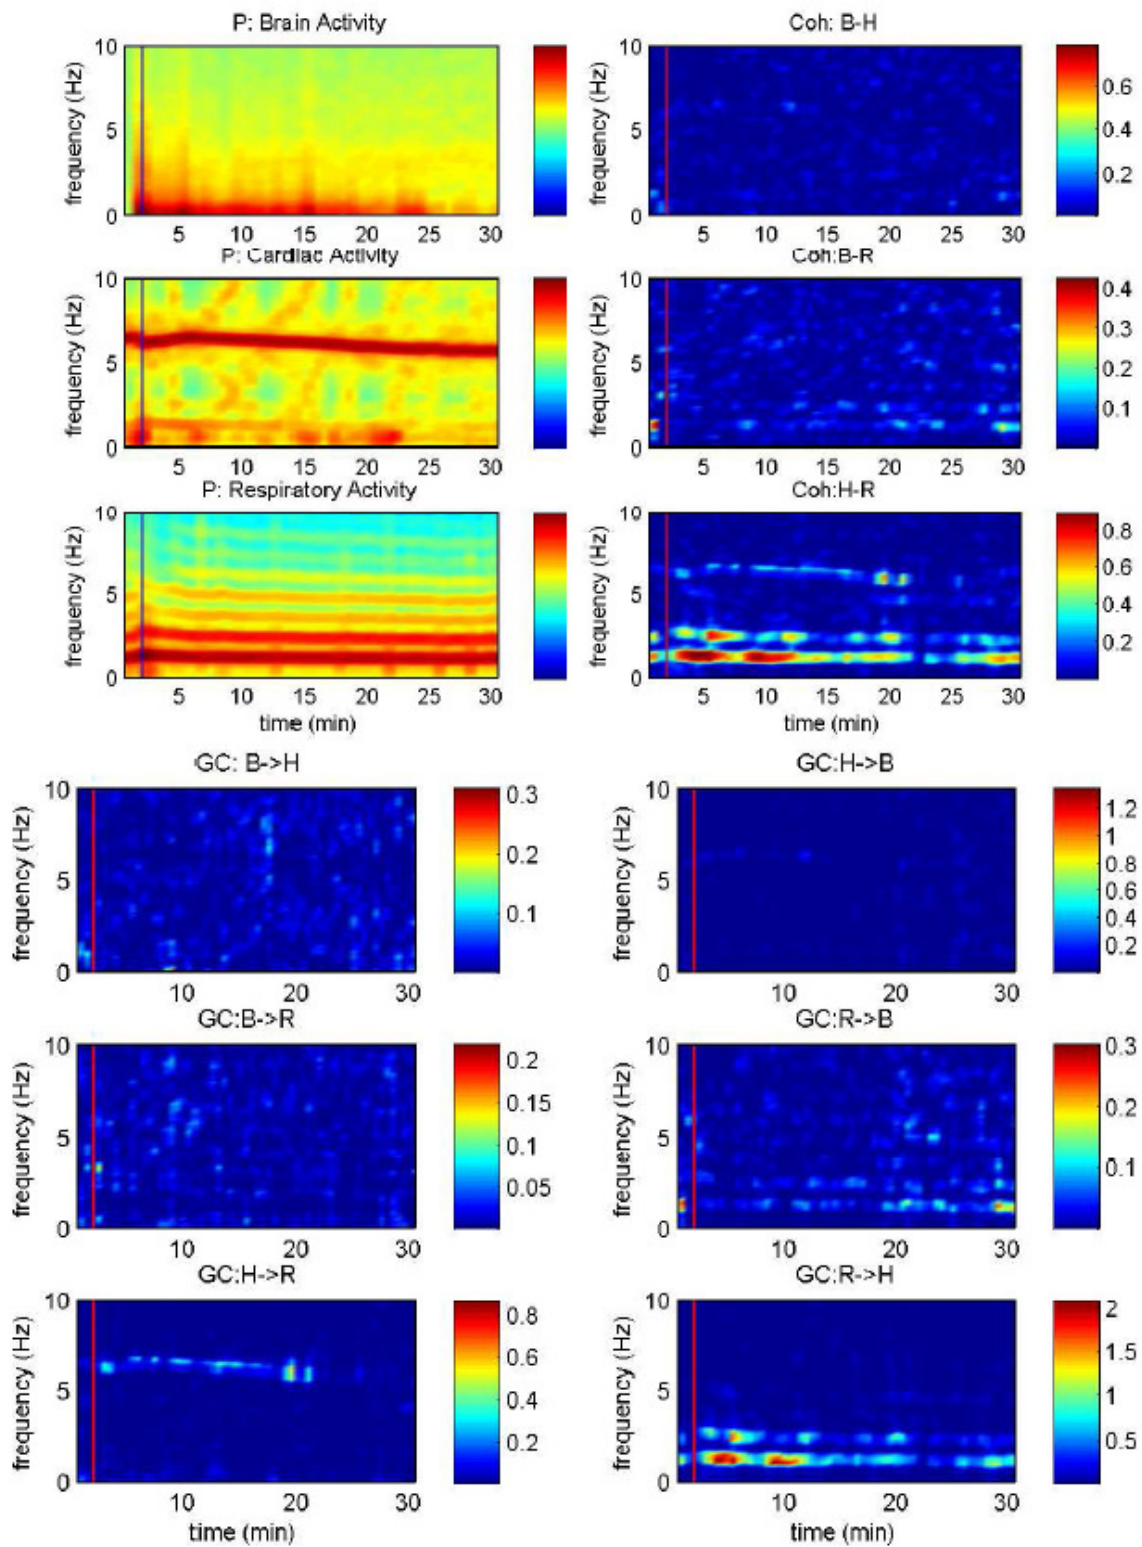 P: Brain Activity
Coh: B-H
10
5
0
frequency (Hz)
5 10 15 20 25 30
10
5
0
frequency (Hz)
5 10 15 20 25 30
0.6
0.4
0.2
P: Cardiac Activity
Coh:B-R
10
5
0
frequency (Hz)
5 10 15 20 25 30
10
5
0
frequency (Hz)
5 10 15 20 25 30
0.4
0.3
0.2
0.1
P: Respiratory Activity
Coh:H-R
10
5
0
frequency (Hz)
5 10 15 20 25 30
time (min)
10
5
0
frequency (Hz)
5 10 15 20 25 30
time (min)
0.8
0.6
0.4
0.2
GC: B->H
GC:H->B
10
5
0
frequency (Hz)
10 20 30
0.3
0.2
0.1
10
5
0
frequency (Hz)
10 20 30
1.2
1
0.8
0.6
0.4
0.2
GC:B->R
GC:R->B
10
5
0
frequency (Hz)
10 20 30
0.2
0.15
0.1
0.05
10
5
0
frequency (Hz)
10 20 30
0.3
0.2
0.1
GC:H->R
GC:R->H
10
5
0
frequency (Hz)
10 20 30
time (min)
0.8
0.6
0.4
0.2
10
5
0
frequency (Hz)
10 20 30
time (min)
2
1.5
1
0.5